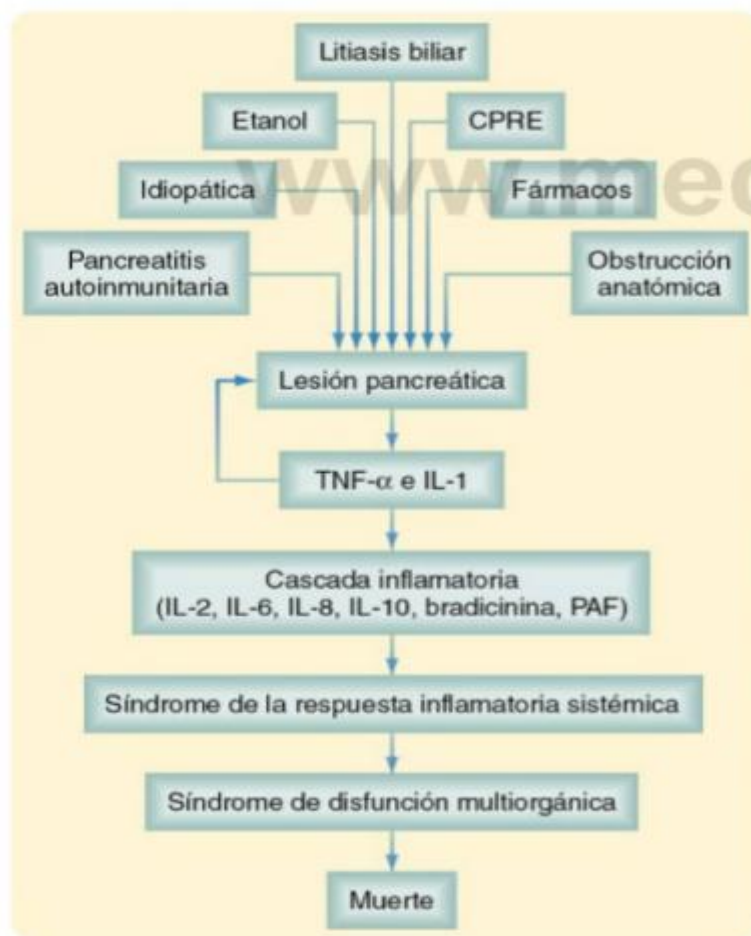 Litiasis biliar
Etanol
CPRE
www.med
Idiopática
Fármacos
Pancreatitis
autoinmunitaria
Obstrucción
anatómica
Lesión pancreática
TNF-α e IL-1
Cascada inflamatoria
(IL-2, IL-6, IL-8, IL-10, bradicinina, PAF)
Síndrome de la respuesta inflamatoria sistémica
Síndrome de disfunción multiorgánica
Muerte